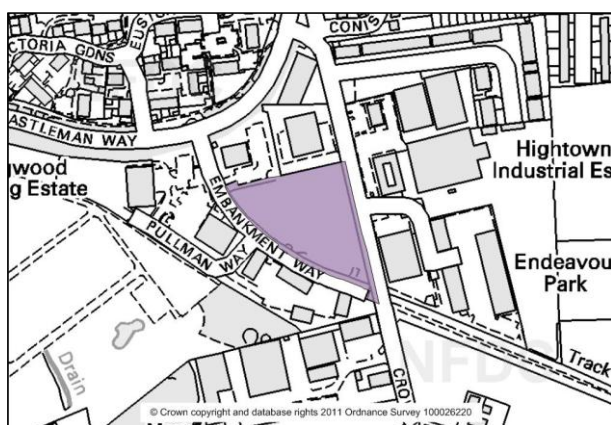 CTORIA GDNS
EUS
CONIS
ASTLEMAN WAY
gwood
g Estate
EMBANKMENT WAY
PULLMAN WAY
Hightown
Industrial Es
Endeavou
Park
Track
Drain
NFDC
CRO
© Crown copyright and database rights 2011 Ordnance Survey 100026220